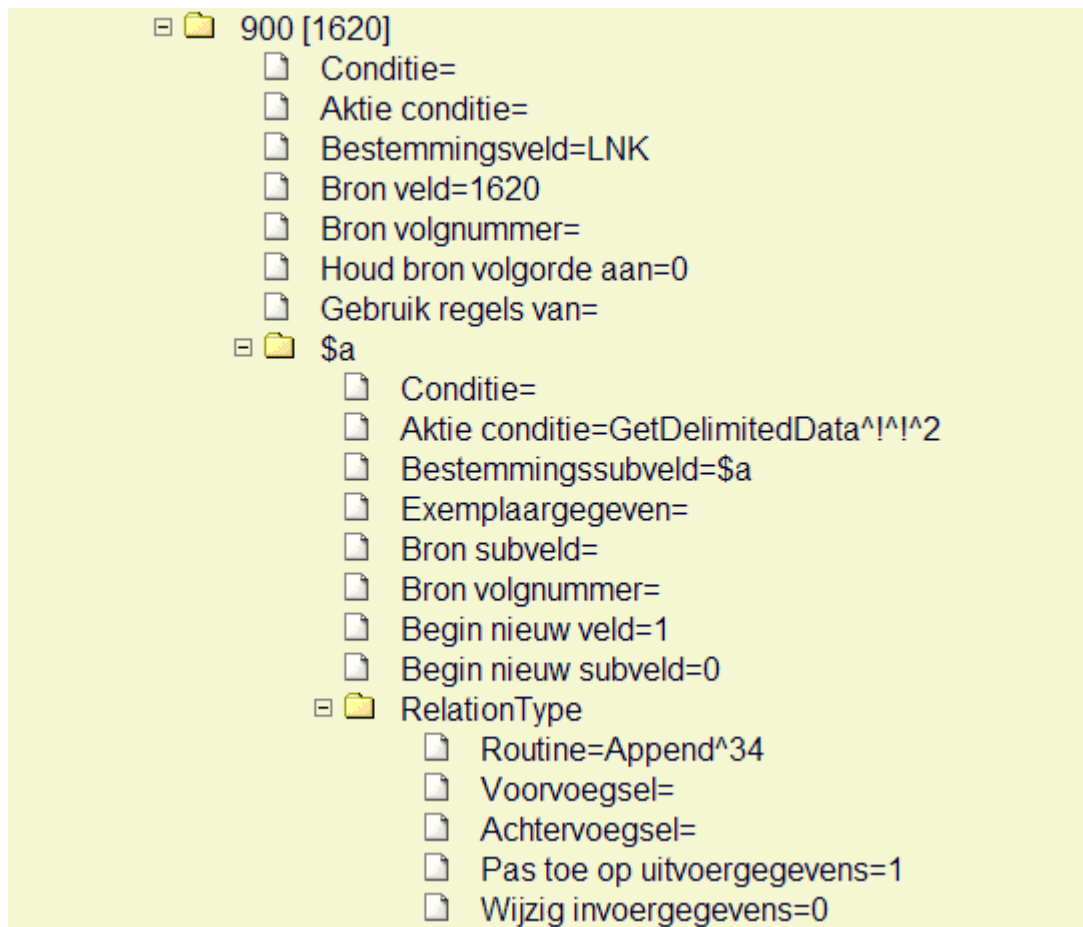 900 [1620]
Conditie=
Aktie conditie=
Bestemmingsveld=LNK
Bron veld=1620
Bron volgnummer=
Houd bron volgorde aan=0
Gebruik regels van=
$a
Conditie=
Aktie conditie=GetDelimitedData^!^!^2
Bestemmingssubveld=$a
Exemplaargegeven=
Bron subveld=
Bron volgnummer=
Begin nieuw veld=1
Begin nieuw subveld=0
RelationType
Routine=Append^34
Voorvoegsel=
Achtervoegsel=
Pas toe op uitvoergegevens=1
Wijzig invoergegevens=0